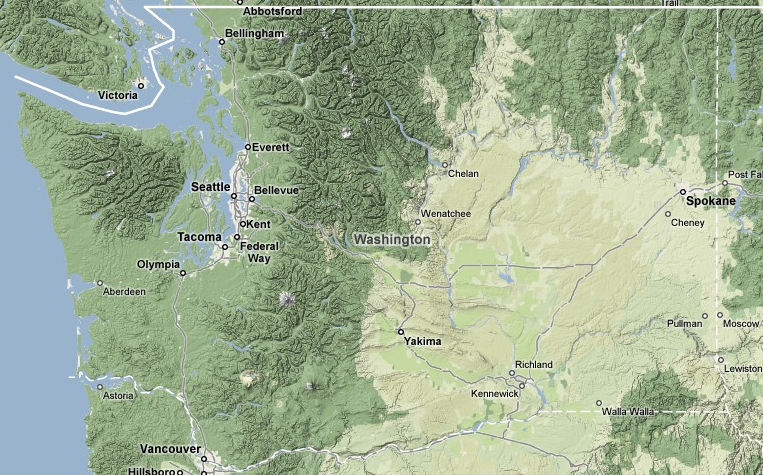 Trail
Abbotsford
Bellingham
Victoria
Everett
Chelan
Post Fal
Seattle
Bellevue
Spokane
Wenatchee
Cheney
Kent
Tacoma
Washington
Federal
Way
Olympia
Aberdeen
Pullman
Moscow
Yakima
Richland
Lewiston
Kennewick
Astoria
Walla Walla
Vancouver
Hillsboro